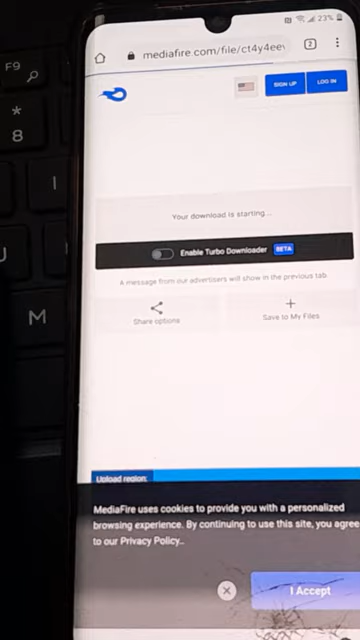 23%
mediafire.com/file/ct4y4eev
2
SIGN UP
LOG IN
Your download is starting...
Enable Turbo Downloader BETA
A message from our advertisers will show in the previous tab
Share options
Save to My Files
Upload region:
MediaFire uses cookies to provide you with a personalized
browsing experience. By continuing to use this site, you agree
to our Privacy Policy..
I Accept
F9
*
8
I
J
M